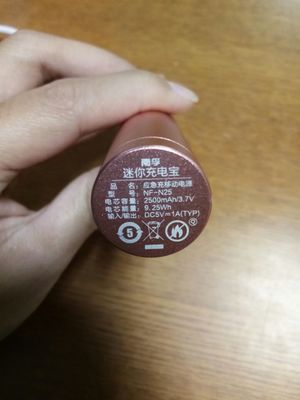 南孚
迷你充电宝
品名: 应急充移动电源
型号: NF-N25
电芯容量: 2500mAh/3.7V
电芯能量: 9.25Wh
输入/输出: DC5V⎓1A(TYP)
5